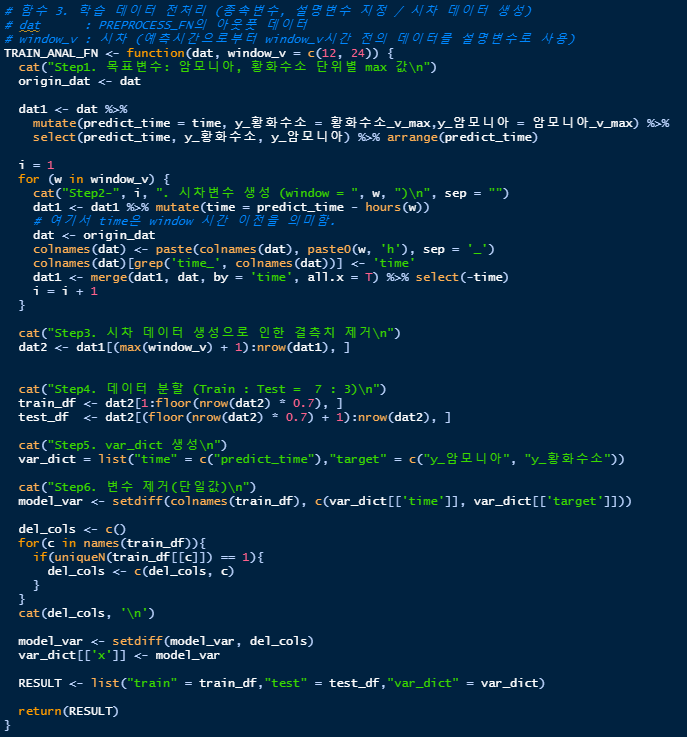 # 함수 3. 학습 데이터 전처리 (종속변수, 설명변수 지정 / 시차 데이터 생성)
# dat      : PREPROCESS_FN의 아웃풋 데이터
# window_v : 시차 (예측시간으로부터 window_v시간 전의 데이터를 설명변수로 사용)
TRAIN_ANAL_FN <- function(dat, window_v = c(12, 24)) {
  cat("Step1. 목표변수: 암모니아, 황화수소 단위별 max 값\n")
  origin_dat <- dat

  dat1 <- dat %>%
    mutate(predict_time = time, y_황화수소 = 황화수소_v_max,y_암모니아 = 암모니아_v_max) %>%
    select(predict_time, y_황화수소, y_암모니아) %>% arrange(predict_time)

  i = 1
  for (w in window_v) {
    cat("Step2-", i, ". 시차변수 생성 (window = ", w, ")\n", sep = "")
    dat1 <- dat1 %>% mutate(time = predict_time - hours(w))
    # 여기서 time은 window 시간 이전을 의미함.
    dat <- origin_dat
    colnames(dat) <- paste(colnames(dat), paste0(w, 'h'), sep = '_')
    colnames(dat)[grep('time_', colnames(dat))] <- 'time'
    dat1 <- merge(dat1, dat, by = 'time', all.x = T) %>% select(-time)
    i = i + 1
  }

  cat("Step3. 시차 데이터 생성으로 인한 결측치 제거\n")
  dat2 <- dat1[(max(window_v) + 1):nrow(dat1), ]

  cat("Step4. 데이터 분할 (Train : Test =  7 : 3)\n")
  train_df <- dat2[1:floor(nrow(dat2) * 0.7), ]
  test_df  <- dat2[(floor(nrow(dat2) * 0.7) + 1):nrow(dat2), ]

  cat("Step5. var_dict 생성\n")
  var_dict = list("time" = c("predict_time"),"target" = c("y_암모니아", "y_황화수소"))

  cat("Step6. 변수 제거(단일값)\n")
  model_var <- setdiff(colnames(train_df), c(var_dict[['time']], var_dict[['target']]))

  del_cols <- c()
  for(c in names(train_df)){
    if(uniqueN(train_df[[c]]) == 1){
      del_cols <- c(del_cols, c)
    }
  }
  cat(del_cols, '\n')

  model_var <- setdiff(model_var, del_cols)
  var_dict[['x']] <- model_var

  RESULT <- list("train" = train_df,"test" = test_df,"var_dict" = var_dict)

  return(RESULT)
}